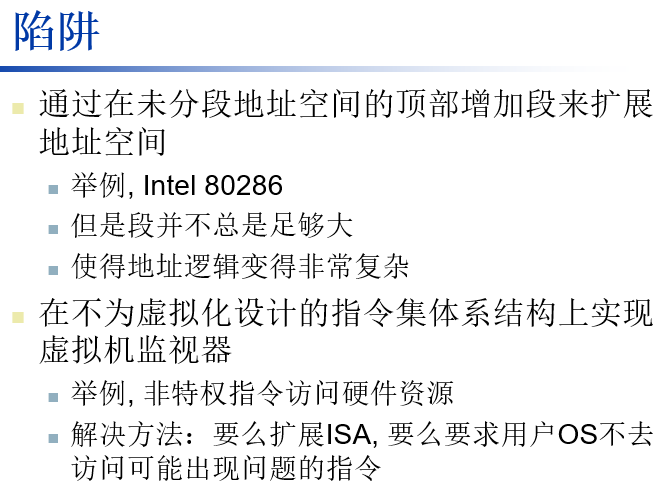 陷阱
通过在未分段地址空间的顶部增加段来扩展
地址空间
举例, Intel 80286
但是段并不总是足够大
使得地址逻辑变得非常复杂
在不为虚拟化设计的指令集体系结构上实现
虚拟机监视器
举例, 非特权指令访问硬件资源
解决方法：要么扩展ISA, 要么要求用户OS不去
访问可能出现问题的指令